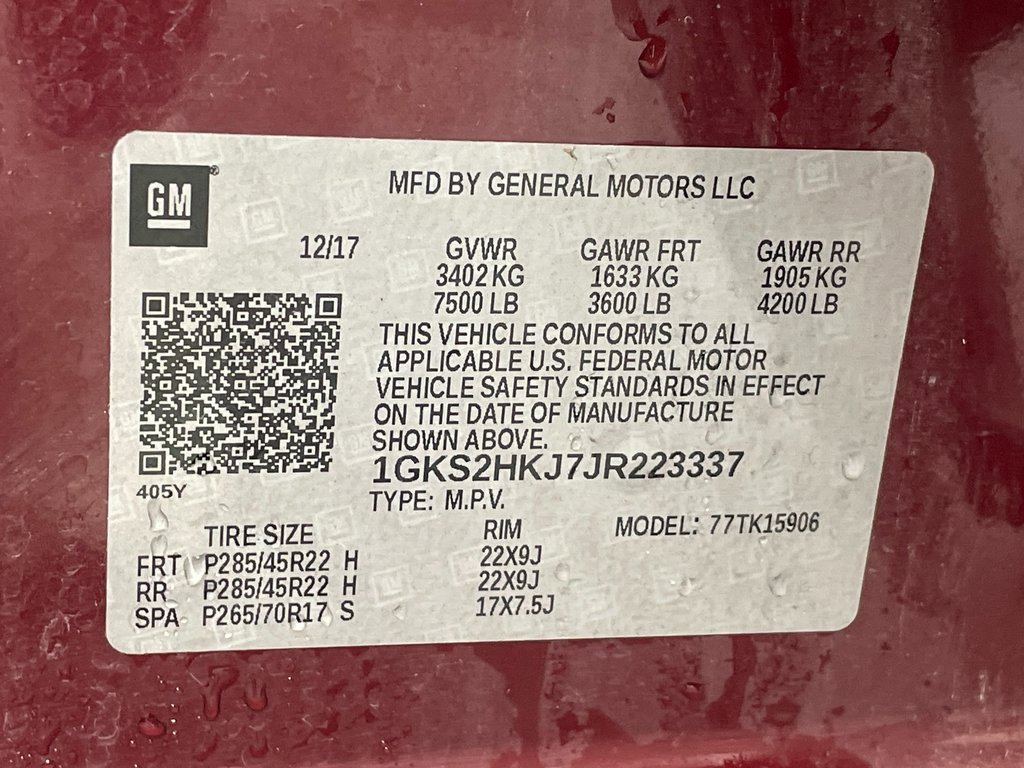 GM
MFD BY GENERAL MOTORS LLC
12/17 GVWR GAWR FRT GAWR RR
3402 KG 1633 KG 1905 KG
7500 LB 3600 LB 4200 LB
THIS VEHICLE CONFORMS TO ALL
APPLICABLE U.S. FEDERAL MOTOR
VEHICLE SAFETY STANDARDS IN EFFECT
ON THE DATE OF MANUFACTURE
SHOWN ABOVE.
1GKS2HKJ7JR223337
405Y
TYPE: M.P.V.
TIRE SIZE RIM MODEL: 77TK15906
FRT P285/45R22 H 22X9J
RR P285/45R22 H 22X9J
SPA P265/70R17 S 17X7.5J